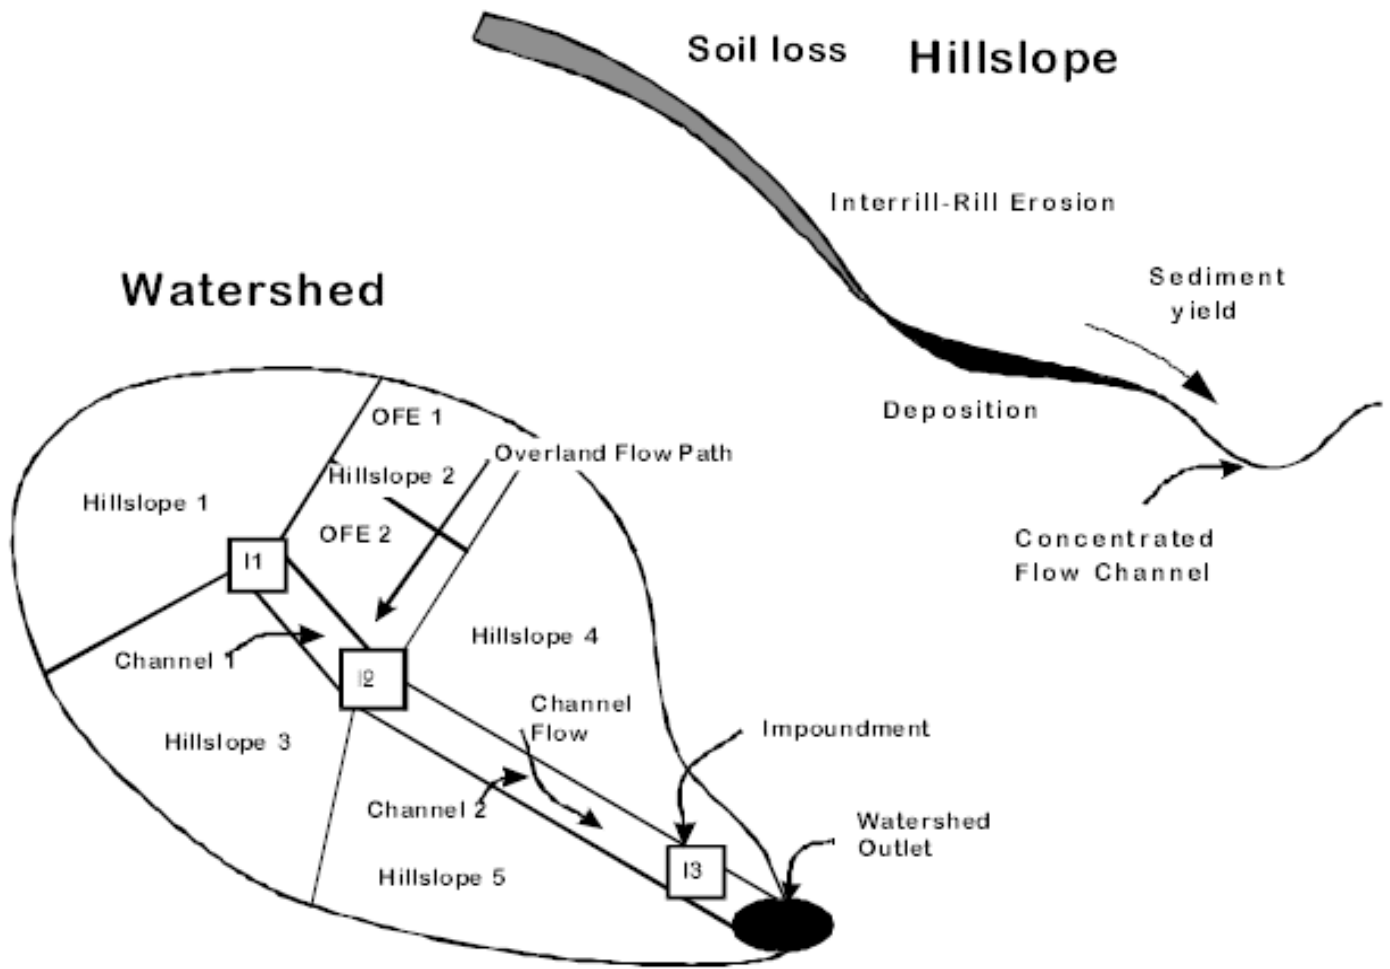 Soil loss
Hillslope
Interrill-Rill Erosion
Sediment
yield
Deposition
Concentrated
Flow Channel
Watershed
OFE 1
Overland Flow Path
Hillslope 2
Hillslope 1
OFE 2
I1
Hillslope 4
Channel 1
I2
Channel
Flow
Impoundment
Hillslope 3
Channel 2
Watershed
Outlet
I3
Hillslope 5